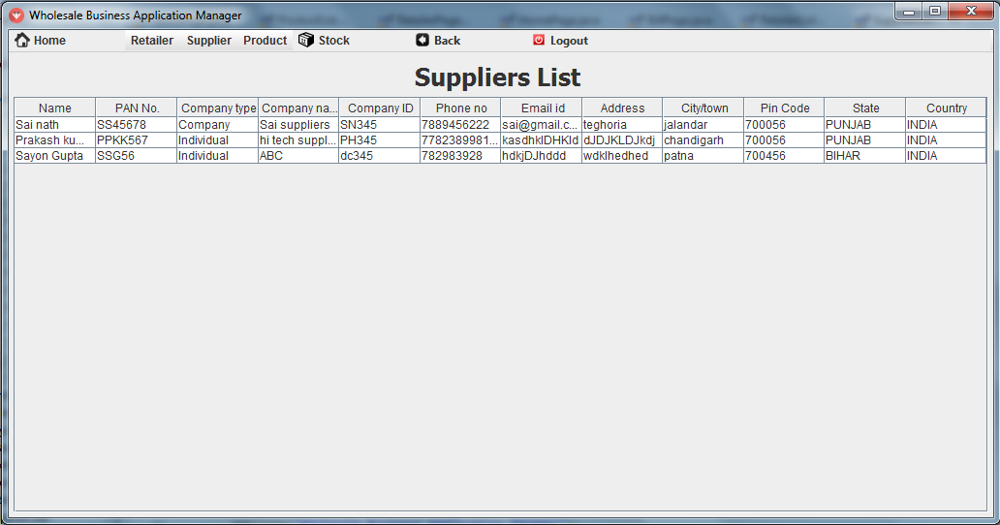 Wholesale Business Application Manager
Home Retailer Supplier Product Stock Back Logout
Suppliers List
Name PAN No. Company type Company na... Company ID Phone no Email id Address City/town Pin Code State Country
Sai nath SS45678 Company Sai suppliers SN345 7889456222 sai@gmail.c... teghoria jalandar 700056 PUNJAB INDIA
Prakash ku... PPKK567 Individual hi tech suppl... PH345 7782389981... kasdhklDHKld dJDJKLDJkdj chandigarh 700056 PUNJAB INDIA
Sayon Gupta SSG56 Individual ABC dc345 782983928 hdkjDJhddd wdklhedhed patna 700456 BIHAR INDIA